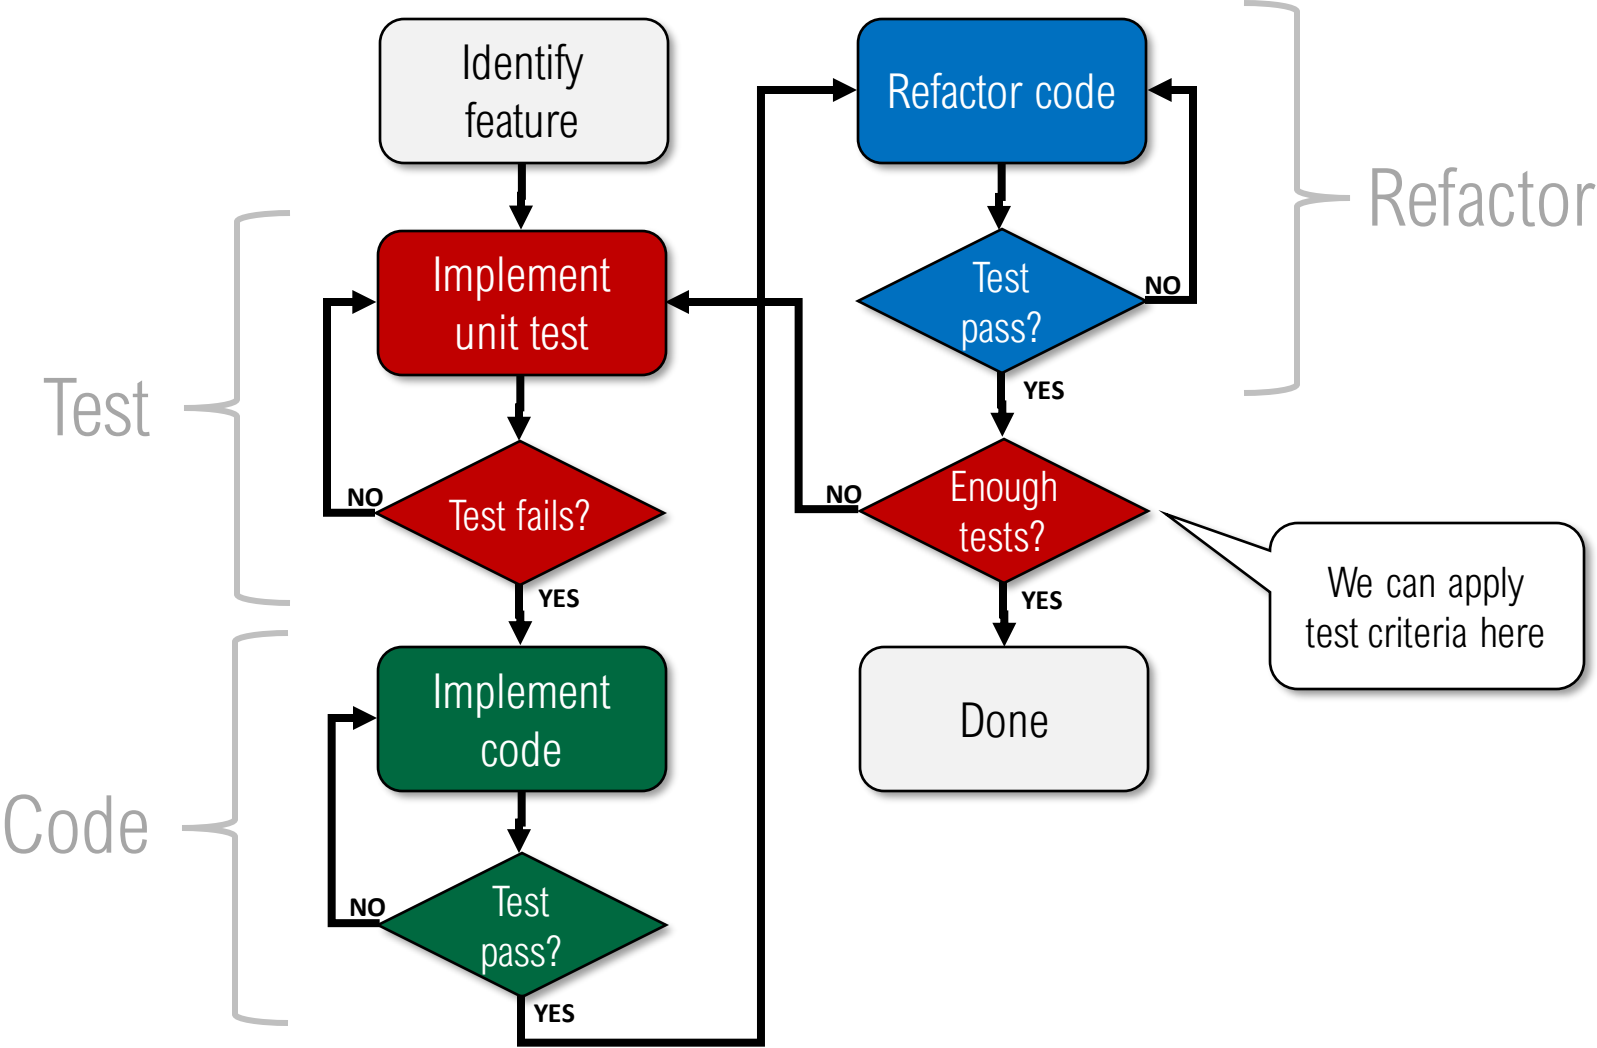 Identify
feature
Test
Implement
unit test
NO
Test fails?
YES
Code
Implement
code
NO
Test
pass?
YES
Refactor code
Refactor
Test
pass?
NO
YES
Enough
tests?
NO
YES
We can apply
test criteria here
Done